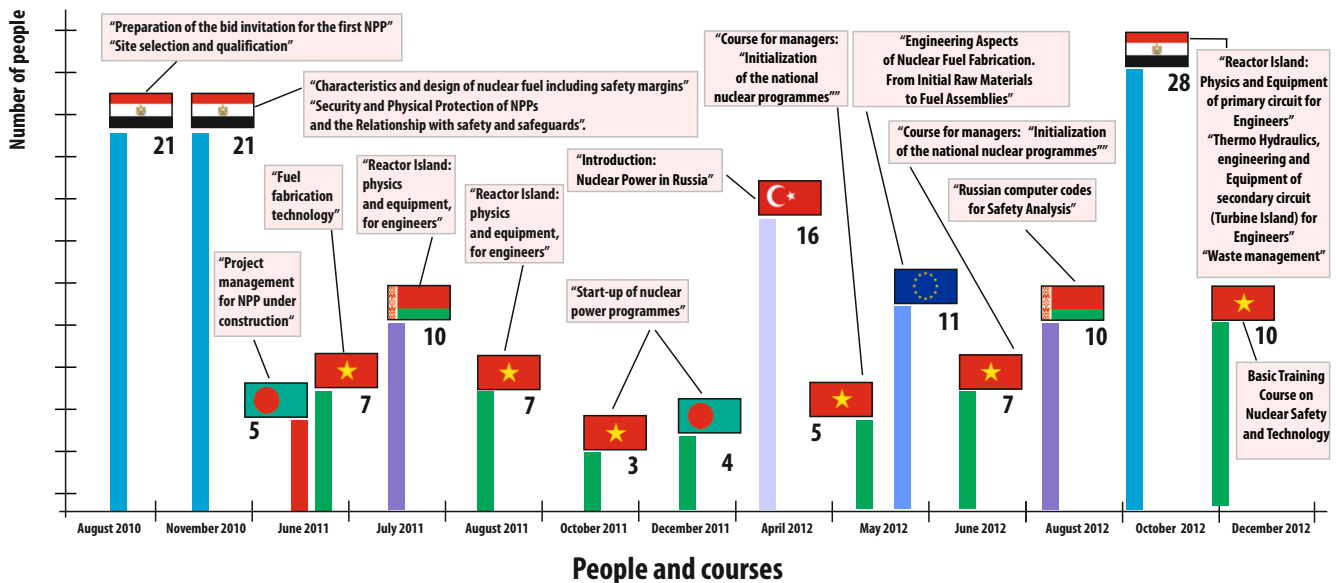 Number of people
“Preparation of the bid invitation for the first NPP”
“Site selection and qualification”
21
21
“Characteristics and design of nuclear fuel including safety margins”
“Security and Physical Protection of NPPs
and the Relationship with safety and safeguards”.
“Project
management
for NPP under
construction“
5
“Fuel
fabrication
technology”
7
“Reactor Island:
physics
and equipment,
for engineers”
10
“Reactor Island:
physics
and equipment,
for engineers”
7
“Start-up of nuclear
power programmes”
3
4
“Introduction:
Nuclear Power in Russia”
16
“Course for managers:
“Initialization
of the national
nuclear programmes””
5
“Engineering Aspects
of Nuclear Fuel Fabrication.
From Initial Raw Materials
to Fuel Assemblies”
11
“Course for managers: “Initialization
of the national nuclear programmes””
7
“Russian computer codes
for Safety Analysis”
10
28
“Reactor Island:
Physics and Equipment
of primary circuit for
Engineers”
“Thermo Hydraulics,
engineering and
Equipment of
secondary circuit
(Turbine Island) for
Engineers”
“Waste management”
10
Basic Training
Course on
Nuclear Safety
and Technology
August 2010
November 2010
June 2011
July 2011
August 2011
October 2011
December 2011
April 2012
May 2012
June 2012
August 2012
October 2012
December 2012
People and courses